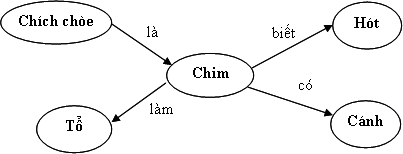 Chích chòe
là
biết
Hót
Chim
làm
có
Tổ
Cánh